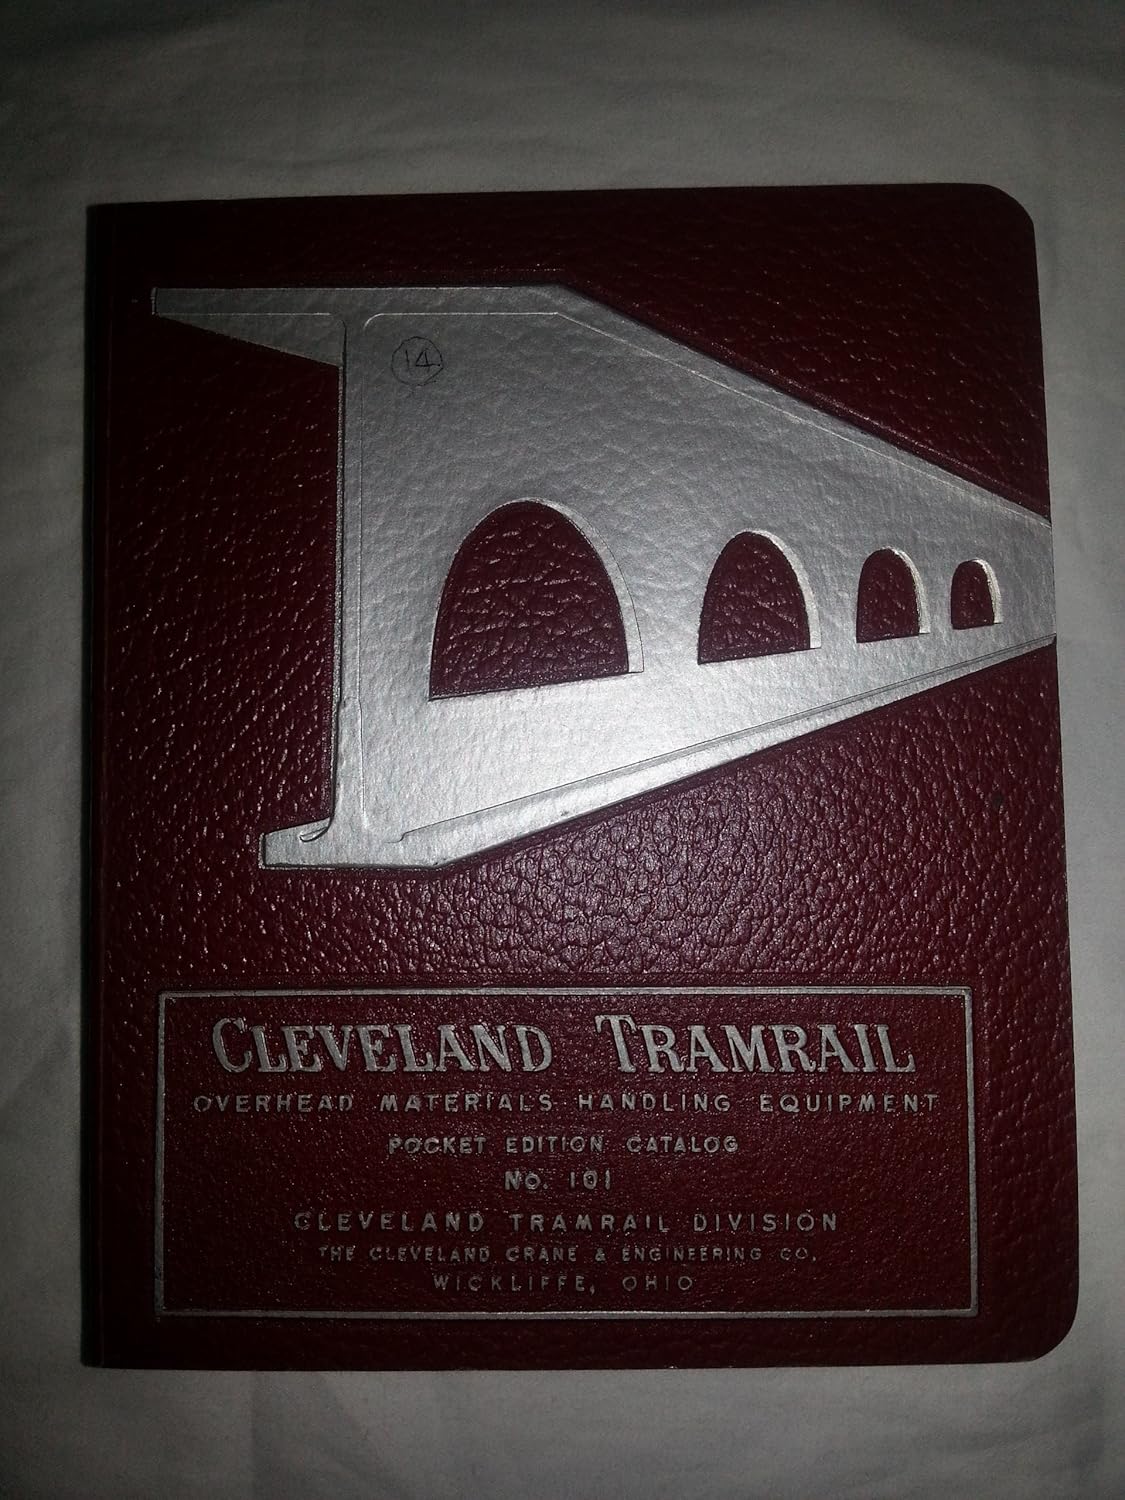 14
CLEVELAND TRAMRAIL
OVERHEAD MATERIALS HANDLING EQUIPMENT
POCKET EDITION CATALOG
NO. 101
CLEVELAND TRAMRAIL DIVISION
THE CLEVELAND CRANE & ENGINEERING CO.
WICKLIFFE, OHIO